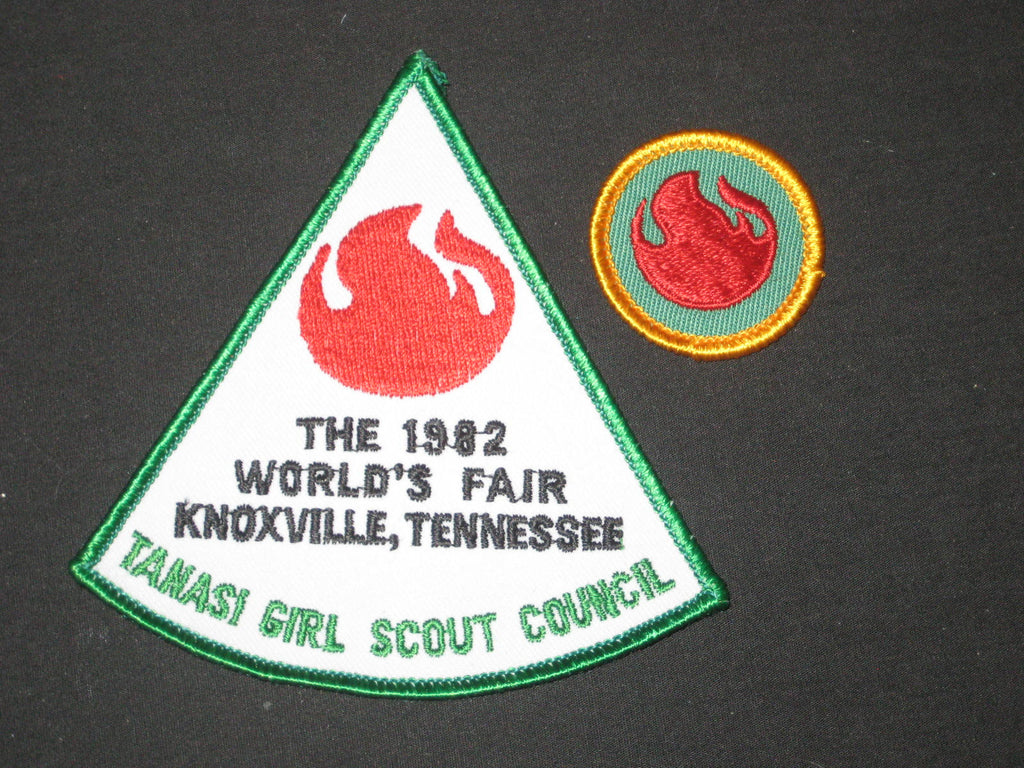 THE 1982
WORLD'S FAIR
KNOXVILLE, TENNESSEE
TANASI GIRL SCOUT COUNCIL